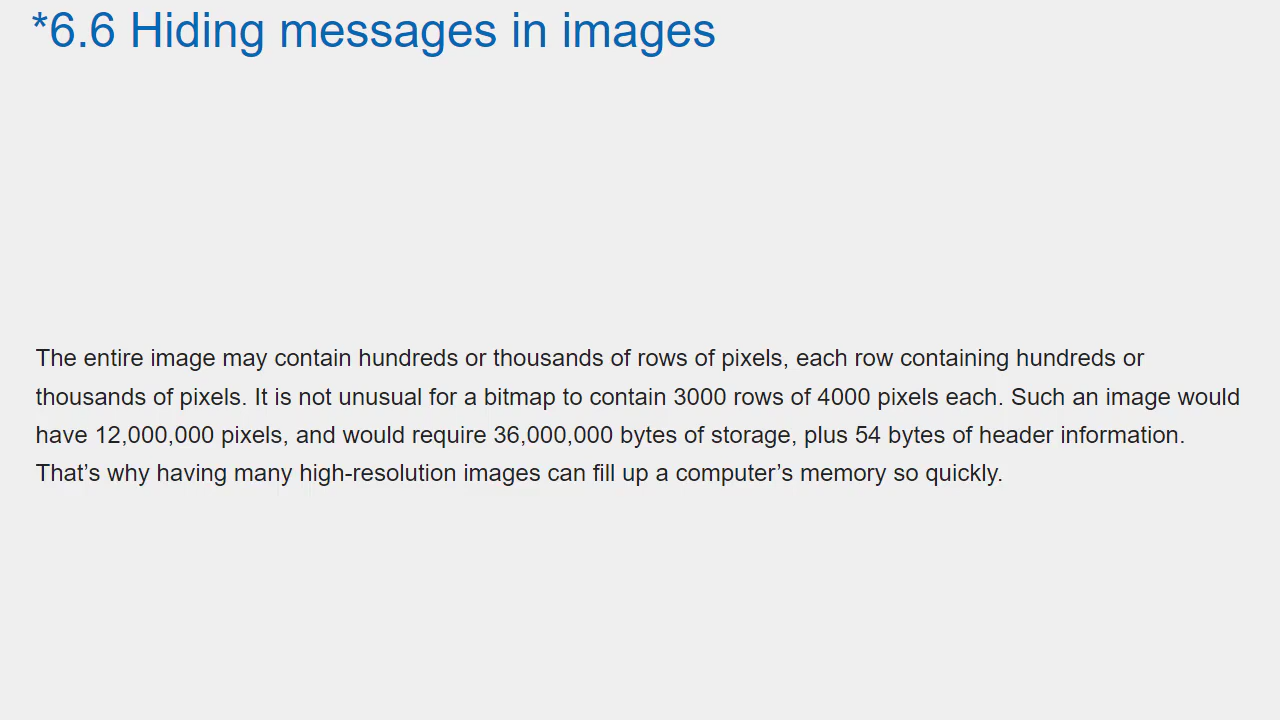 *6.6 Hiding messages in images
The entire image may contain hundreds or thousands of rows of pixels, each row containing hundreds or
thousands of pixels. It is not unusual for a bitmap to contain 3000 rows of 4000 pixels each. Such an image would
have 12,000,000 pixels, and would require 36,000,000 bytes of storage, plus 54 bytes of header information.
That’s why having many high-resolution images can fill up a computer’s memory so quickly.